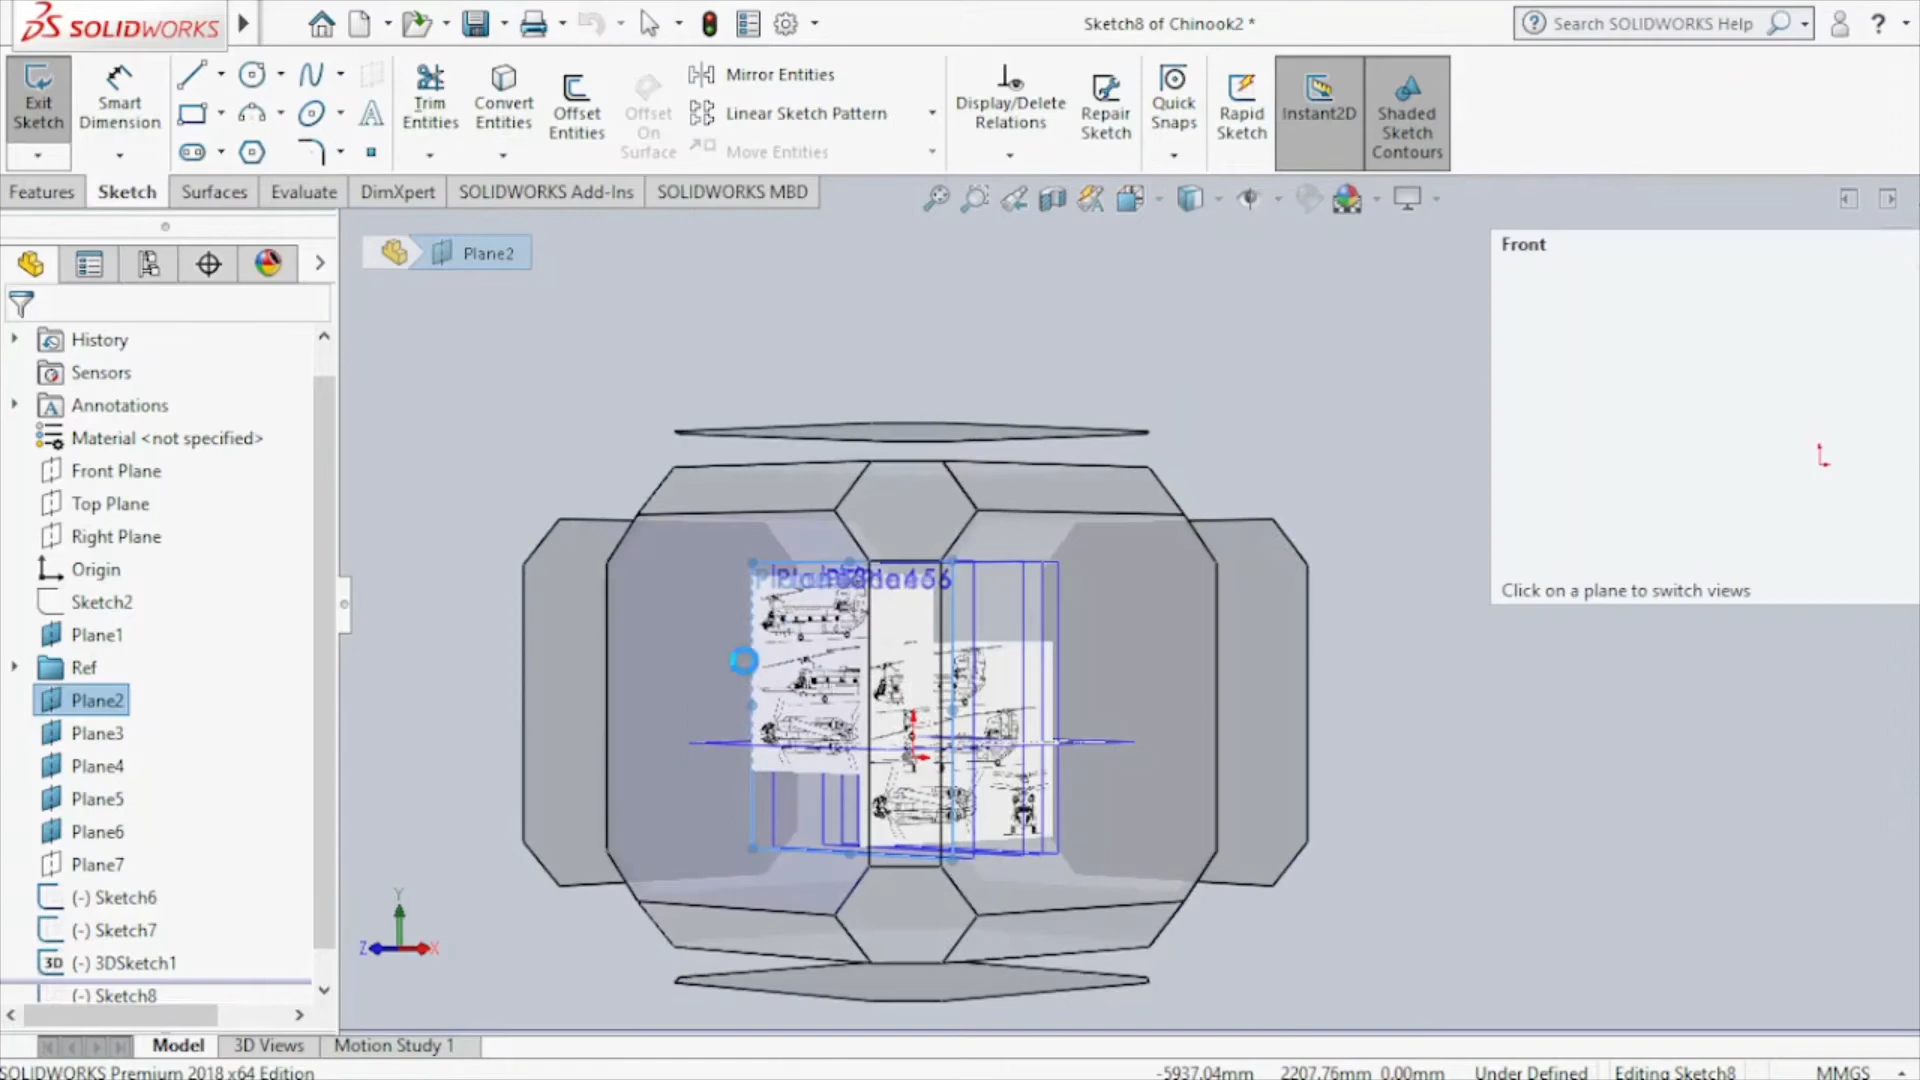 SOLIDWORKS
Sketch8 of Chinook2 *
Search SOLIDWORKS Help
Exit Sketch
Smart Dimension
Trim Entities
Convert Entities
Offset Entities
Offset On Surface
Mirror Entities
Linear Sketch Pattern
Move Entities
Display/Delete Relations
Repair Sketch
Quick Snaps
Rapid Sketch
Instant2D
Shaded Sketch Contours
Features
Sketch
Surfaces
Evaluate
DimXpert
SOLIDWORKS Add-Ins
SOLIDWORKS MBD
Plane2
Front
Click on a plane to switch views
History
Sensors
Annotations
Material <not specified>
Front Plane
Top Plane
Right Plane
Origin
Sketch2
Plane1
Ref
Plane2
Plane3
Plane4
Plane5
Plane6
Plane7
(-) Sketch6
(-) Sketch7
3D (-) 3DSketch1
(-) Sketch8
Y
Z
X
Model
3D Views
Motion Study 1
SOLIDWORKS Premium 2018 x64 Edition
-5937.04mm 2207.76mm 0.00mm Under Defined Editing Sketch8 MMGS